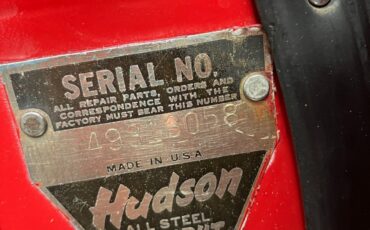 SERIAL NO.
ALL REPAIR PARTS, ORDERS AND
CORRESPONDENCE WITH THE
FACTORY MUST BEAR THIS NUMBER
MADE IN U.S.A
Hudson
ALL STEEL